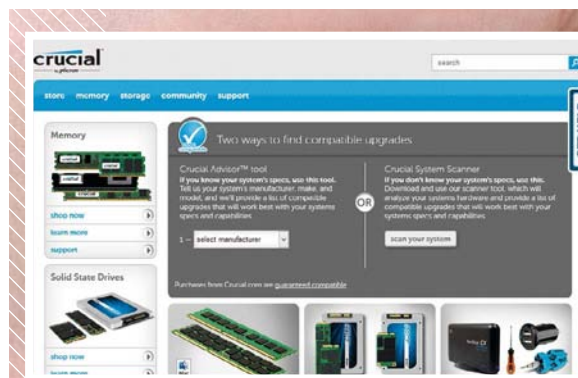 crucial
by micron
search
store memory storage community support
Memory
shop now
learn more
support
Solid State Drives
shop now
learn more
Two ways to find compatible upgrades
Crucial Advisor™ tool
If you know your system's specs, use this tool.
Tell us your system's manufacturer, make, and
model, and we'll provide a list of compatible
upgrades that will work best with your systems
specs and capabilities.
1 — select manufacturer
OR
Crucial System Scanner
If you don't know your system's specs, use this.
Download and use our scanner tool, which will
analyze your systems hardware and provide a list of
compatible upgrades that will work best with your
systems specs and rapabilities
scan your system
Purchases from Crucial.com are guaranteed compatible